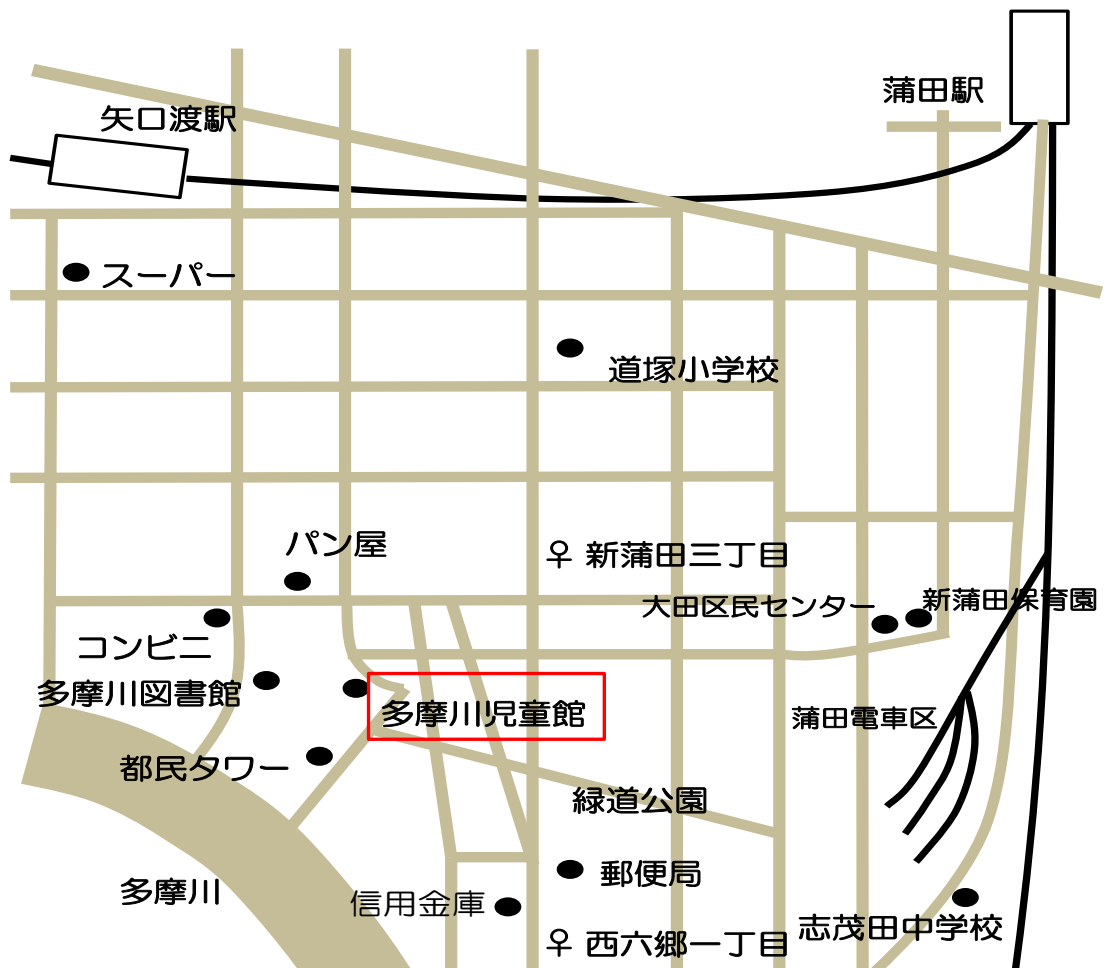 蒲田駅
矢口渡駅
スーパー
道塚小学校
パン屋
新蒲田三丁目
大田区民センター
新蒲田保育園
コンビニ
多摩川図書館
多摩川児童館
蒲田電車区
都民タワー
緑道公園
郵便局
多摩川
信用金庫
西六郷一丁目
志茂田中学校